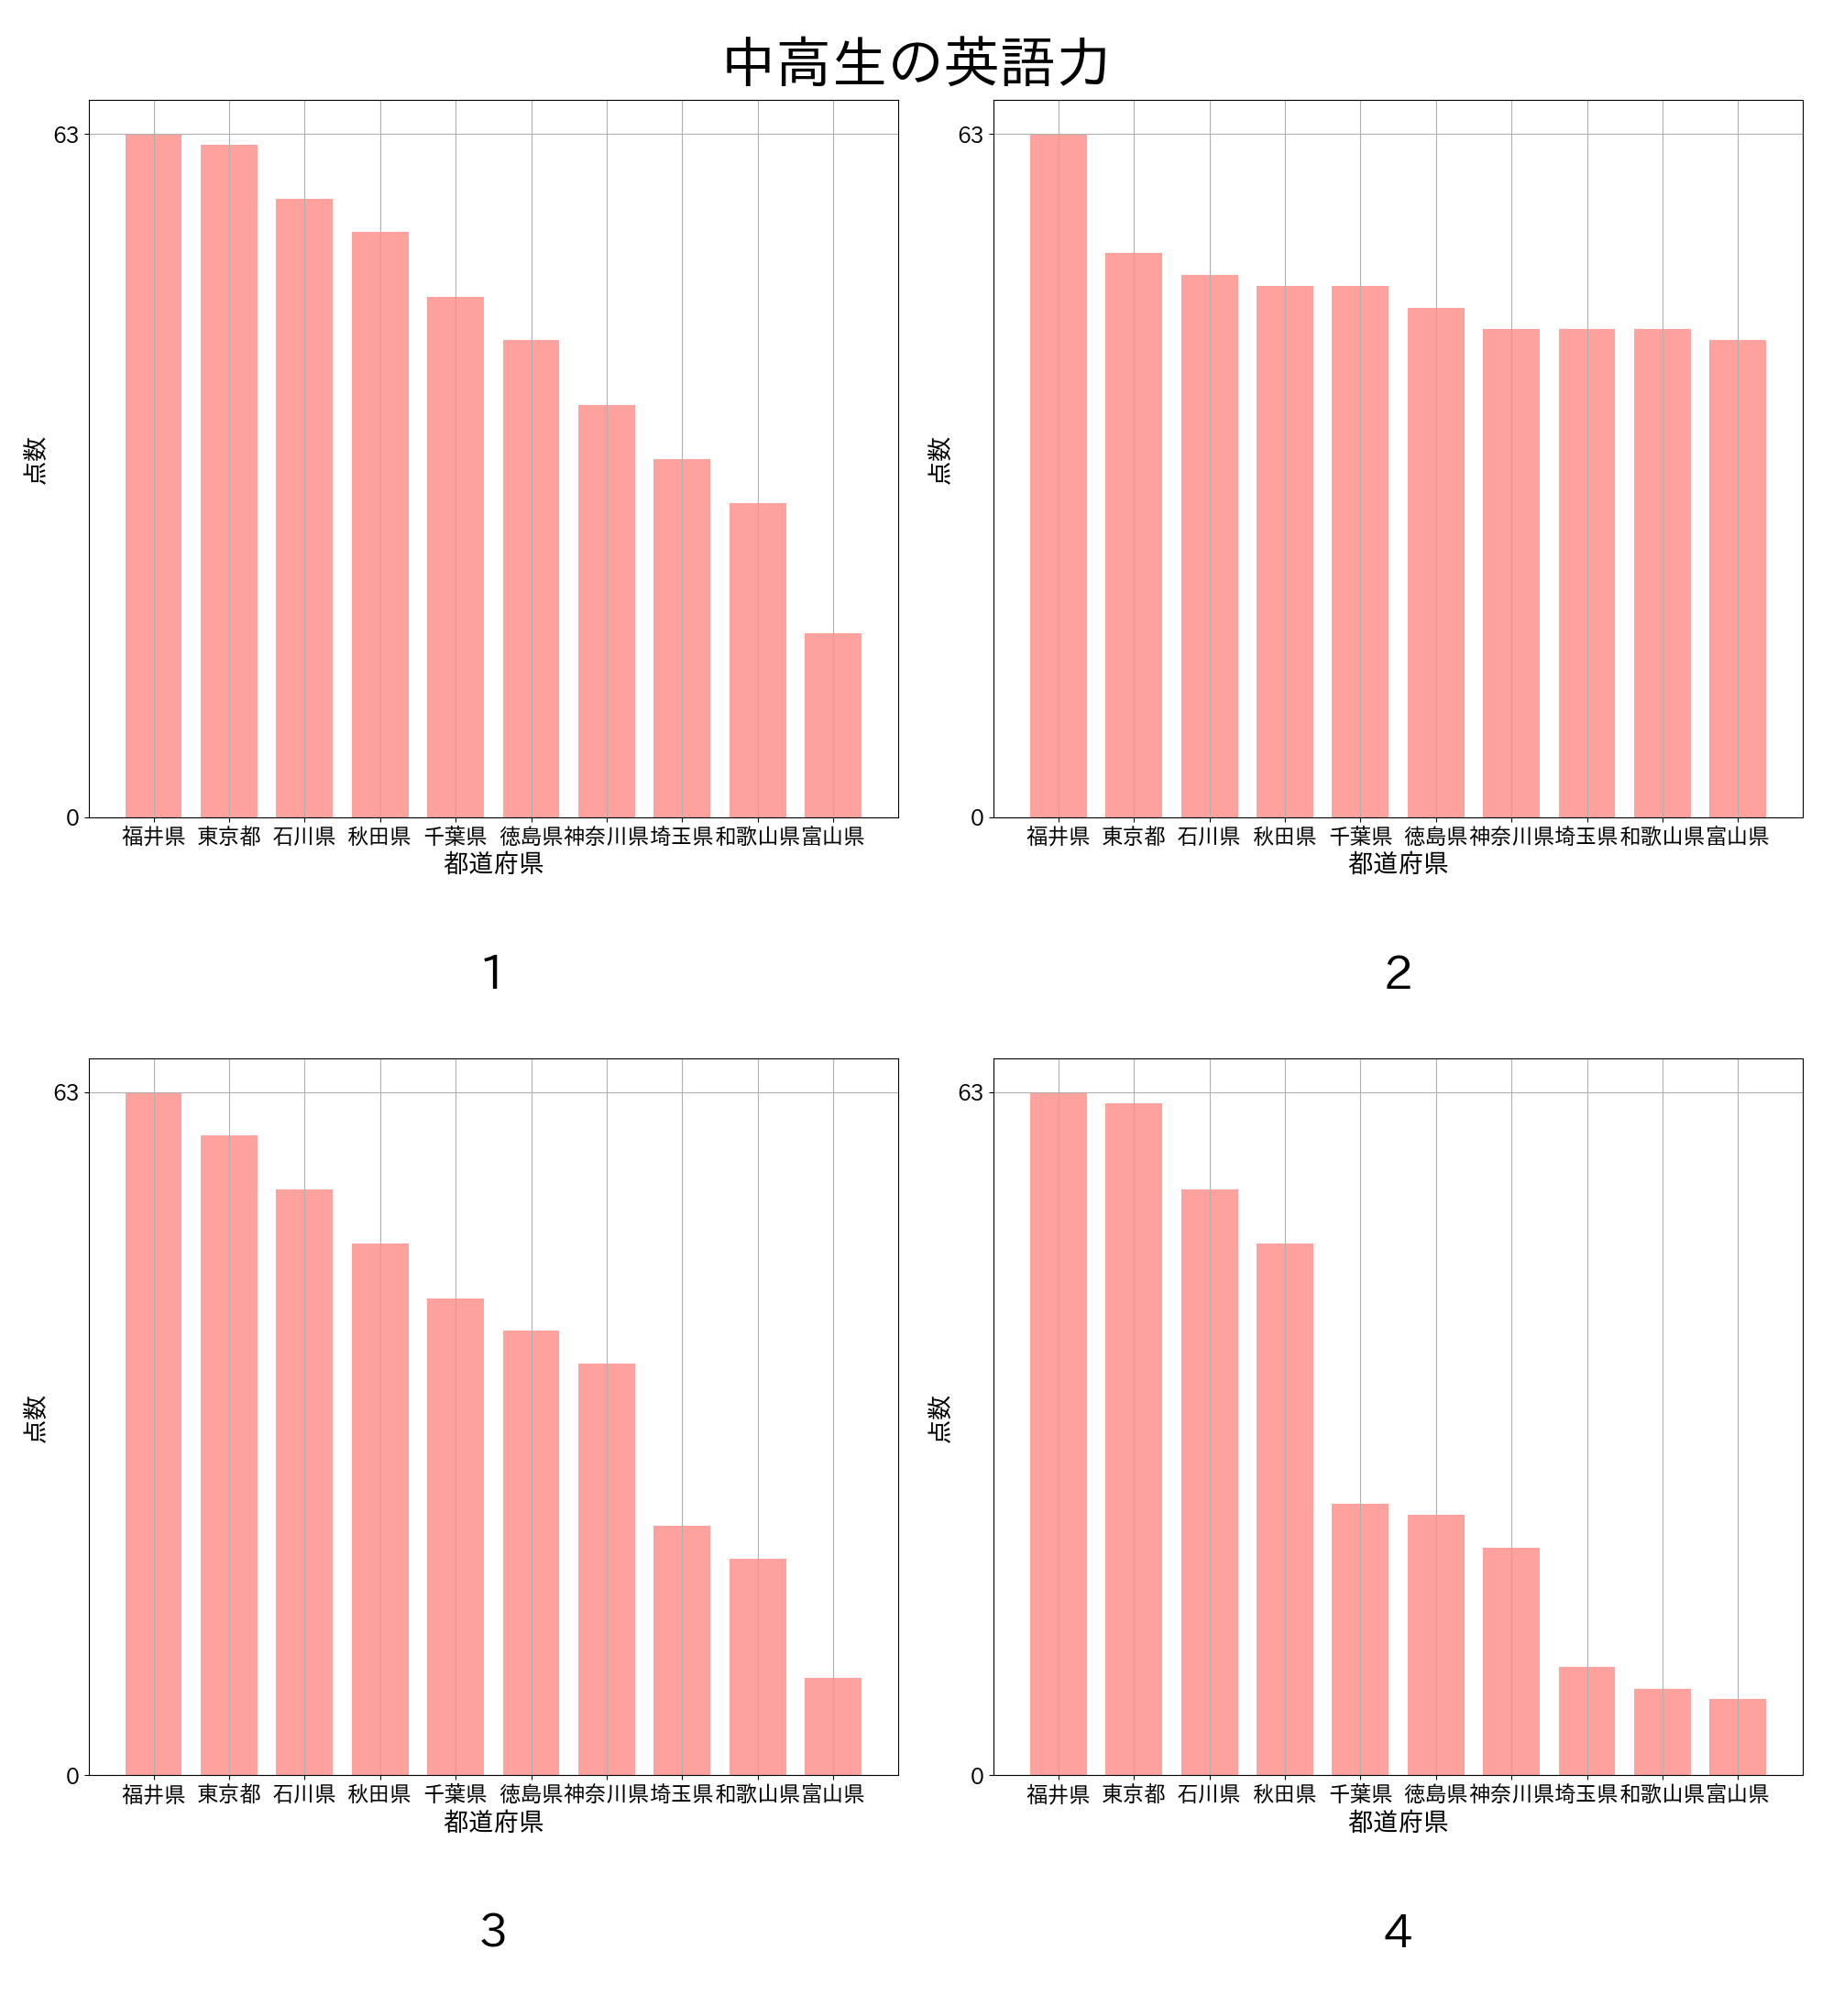 中高生の英語力
63
0
点数
福井県 東京都 石川県 秋田県 千葉県 徳島県 神奈川県 埼玉県 和歌山県 富山県
都道府県
1
63
0
点数
福井県 東京都 石川県 秋田県 千葉県 徳島県 神奈川県 埼玉県 和歌山県 富山県
都道府県
2
63
0
点数
福井県 東京都 石川県 秋田県 千葉県 徳島県 神奈川県 埼玉県 和歌山県 富山県
都道府県
3
63
0
点数
福井県 東京都 石川県 秋田県 千葉県 徳島県 神奈川県 埼玉県 和歌山県 富山県
都道府県
4